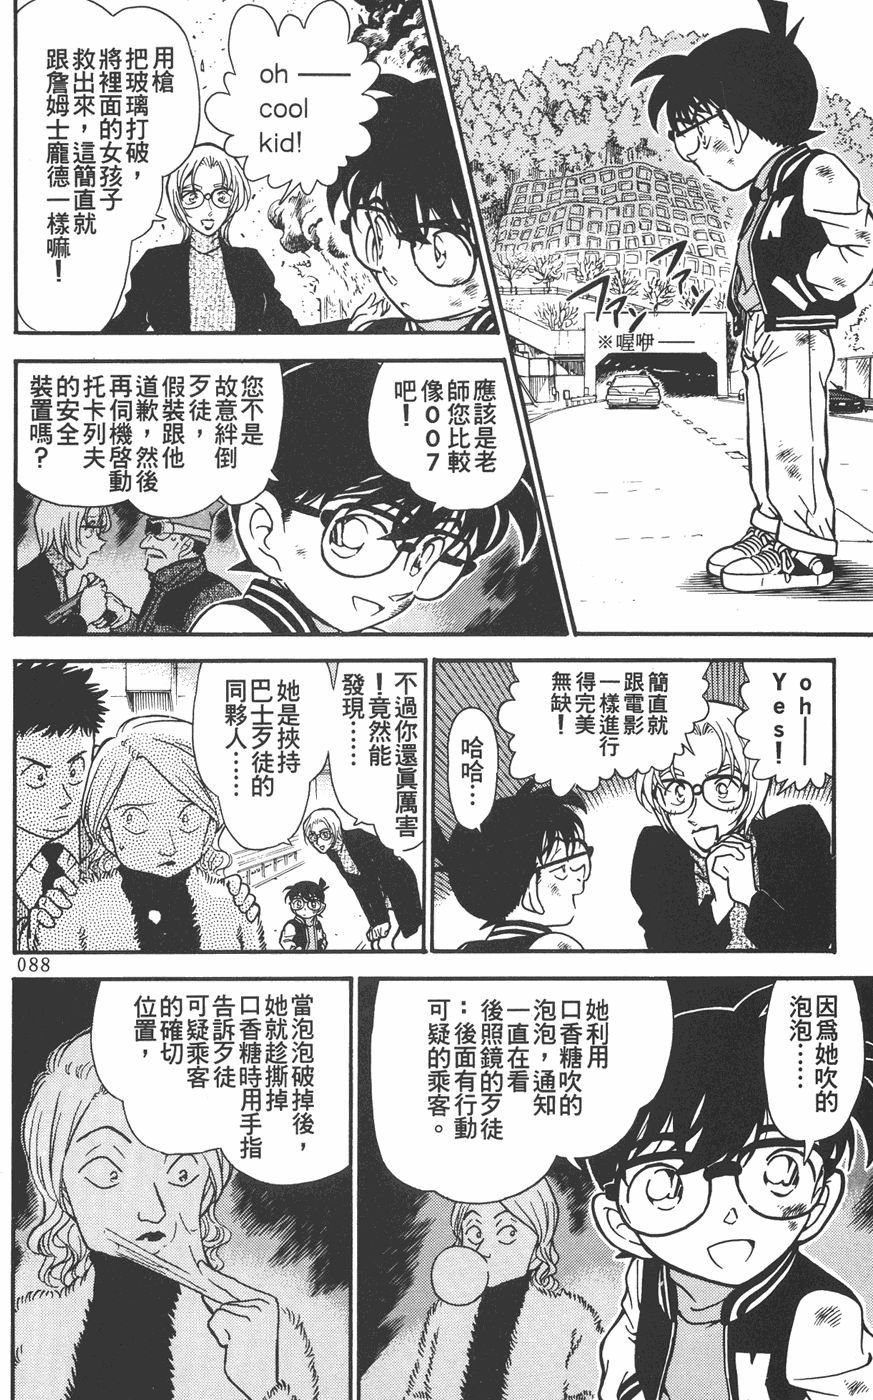 ※喔咿——
oh——
cool
kid!
用槍
把玻璃打破，
將裡面的女孩子
救出來，這簡直就
跟詹姆士龐德一樣嘛！
應該是老
師您比較
像007
吧！
您不是
故意絆倒
歹徒，
假裝跟他
道歉，然後
再伺機啓動
托卡列夫
的安全
裝置嗎？
oh——
Yes!
簡直就
跟電影
一樣進行
得完美
無缺！
哈哈…
不過你還眞厲害
！竟然能
發現……
她是挾持
巴士歹徒的
同夥人……
088
因爲她吹的
泡泡……
她利用
口香糖吹的
泡泡，通知
一直在看
後照鏡的歹徒
：後面有行動
可疑的乘客。
當泡泡破掉後，
她就趁撕掉
口香糖時用手指
告訴歹徒
可疑乘客
的確切
位置，